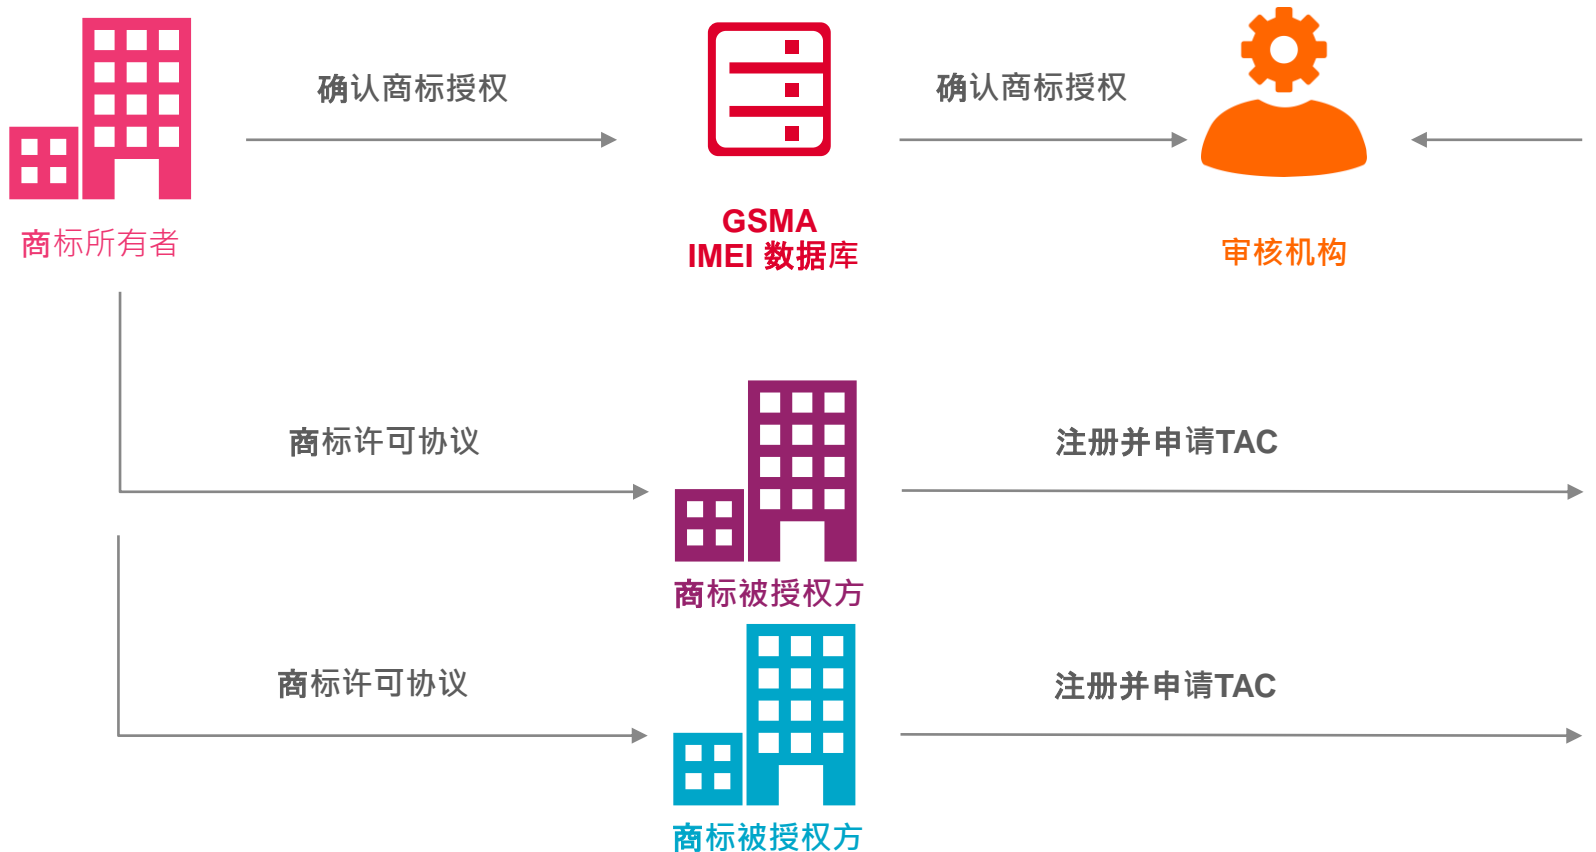 确认商标授权
确认商标授权
商标所有者
GSMA
IMEI 数据库
审核机构
商标许可协议
注册并申请TAC
商标被授权方
商标许可协议
注册并申请TAC
商标被授权方